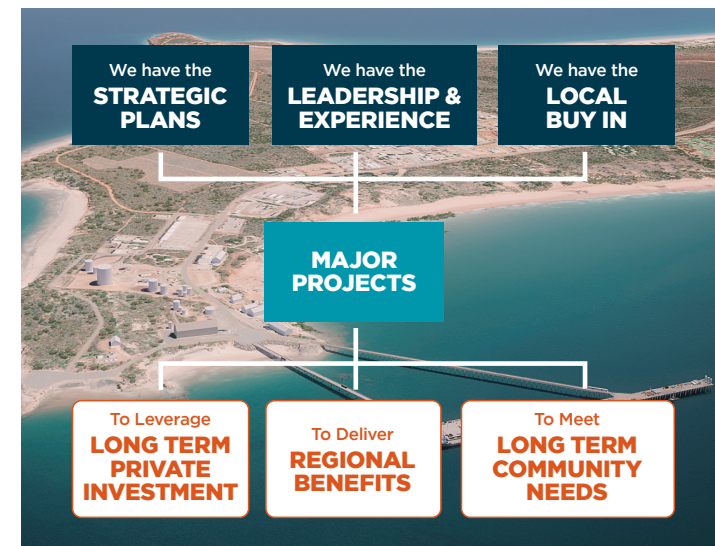 We have the
STRATEGIC
PLANS
We have the
LEADERSHIP &
EXPERIENCE
We have the
LOCAL
BUY IN
MAJOR
PROJECTS
To Leverage
LONG TERM
PRIVATE
INVESTMENT
To Deliver
REGIONAL
BENEFITS
To Meet
LONG TERM
COMMUNITY
NEEDS